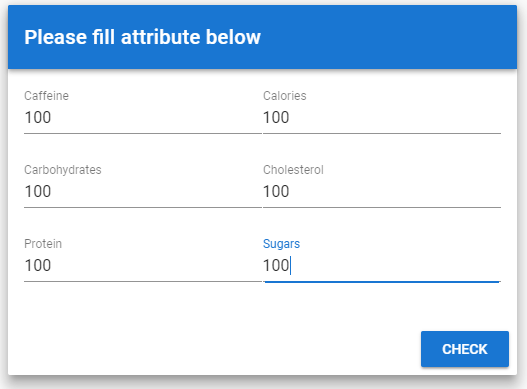 Please fill attribute below
Caffeine Calories
100 100
Carbohydrates Cholesterol
100 100
Protein Sugars
100 100
CHECK